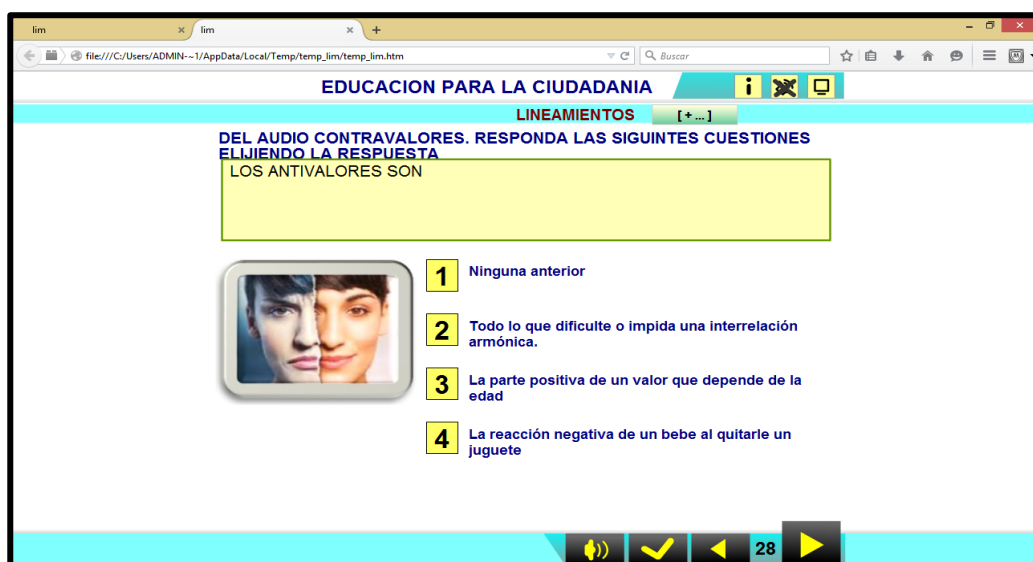 lim
lim
file:///C:/Users/ADMIN-~1/AppData/Local/Temp/temp_lim/temp_lim.htm
Buscar
EDUCACION PARA LA CIUDADANIA
LINEAMIENTOS
[+...]
DEL AUDIO CONTRAVALORES. RESPONDA LAS SIGUINTES CUESTIONES
ELIJIENDO LA RESPUESTA
LOS ANTIVALORES SON
1 Ninguna anterior
2 Todo lo que dificulte o impida una interrelación
armónica.
3 La parte positiva de un valor que depende de la
edad
4 La reacción negativa de un bebe al quitarle un
juguete
28